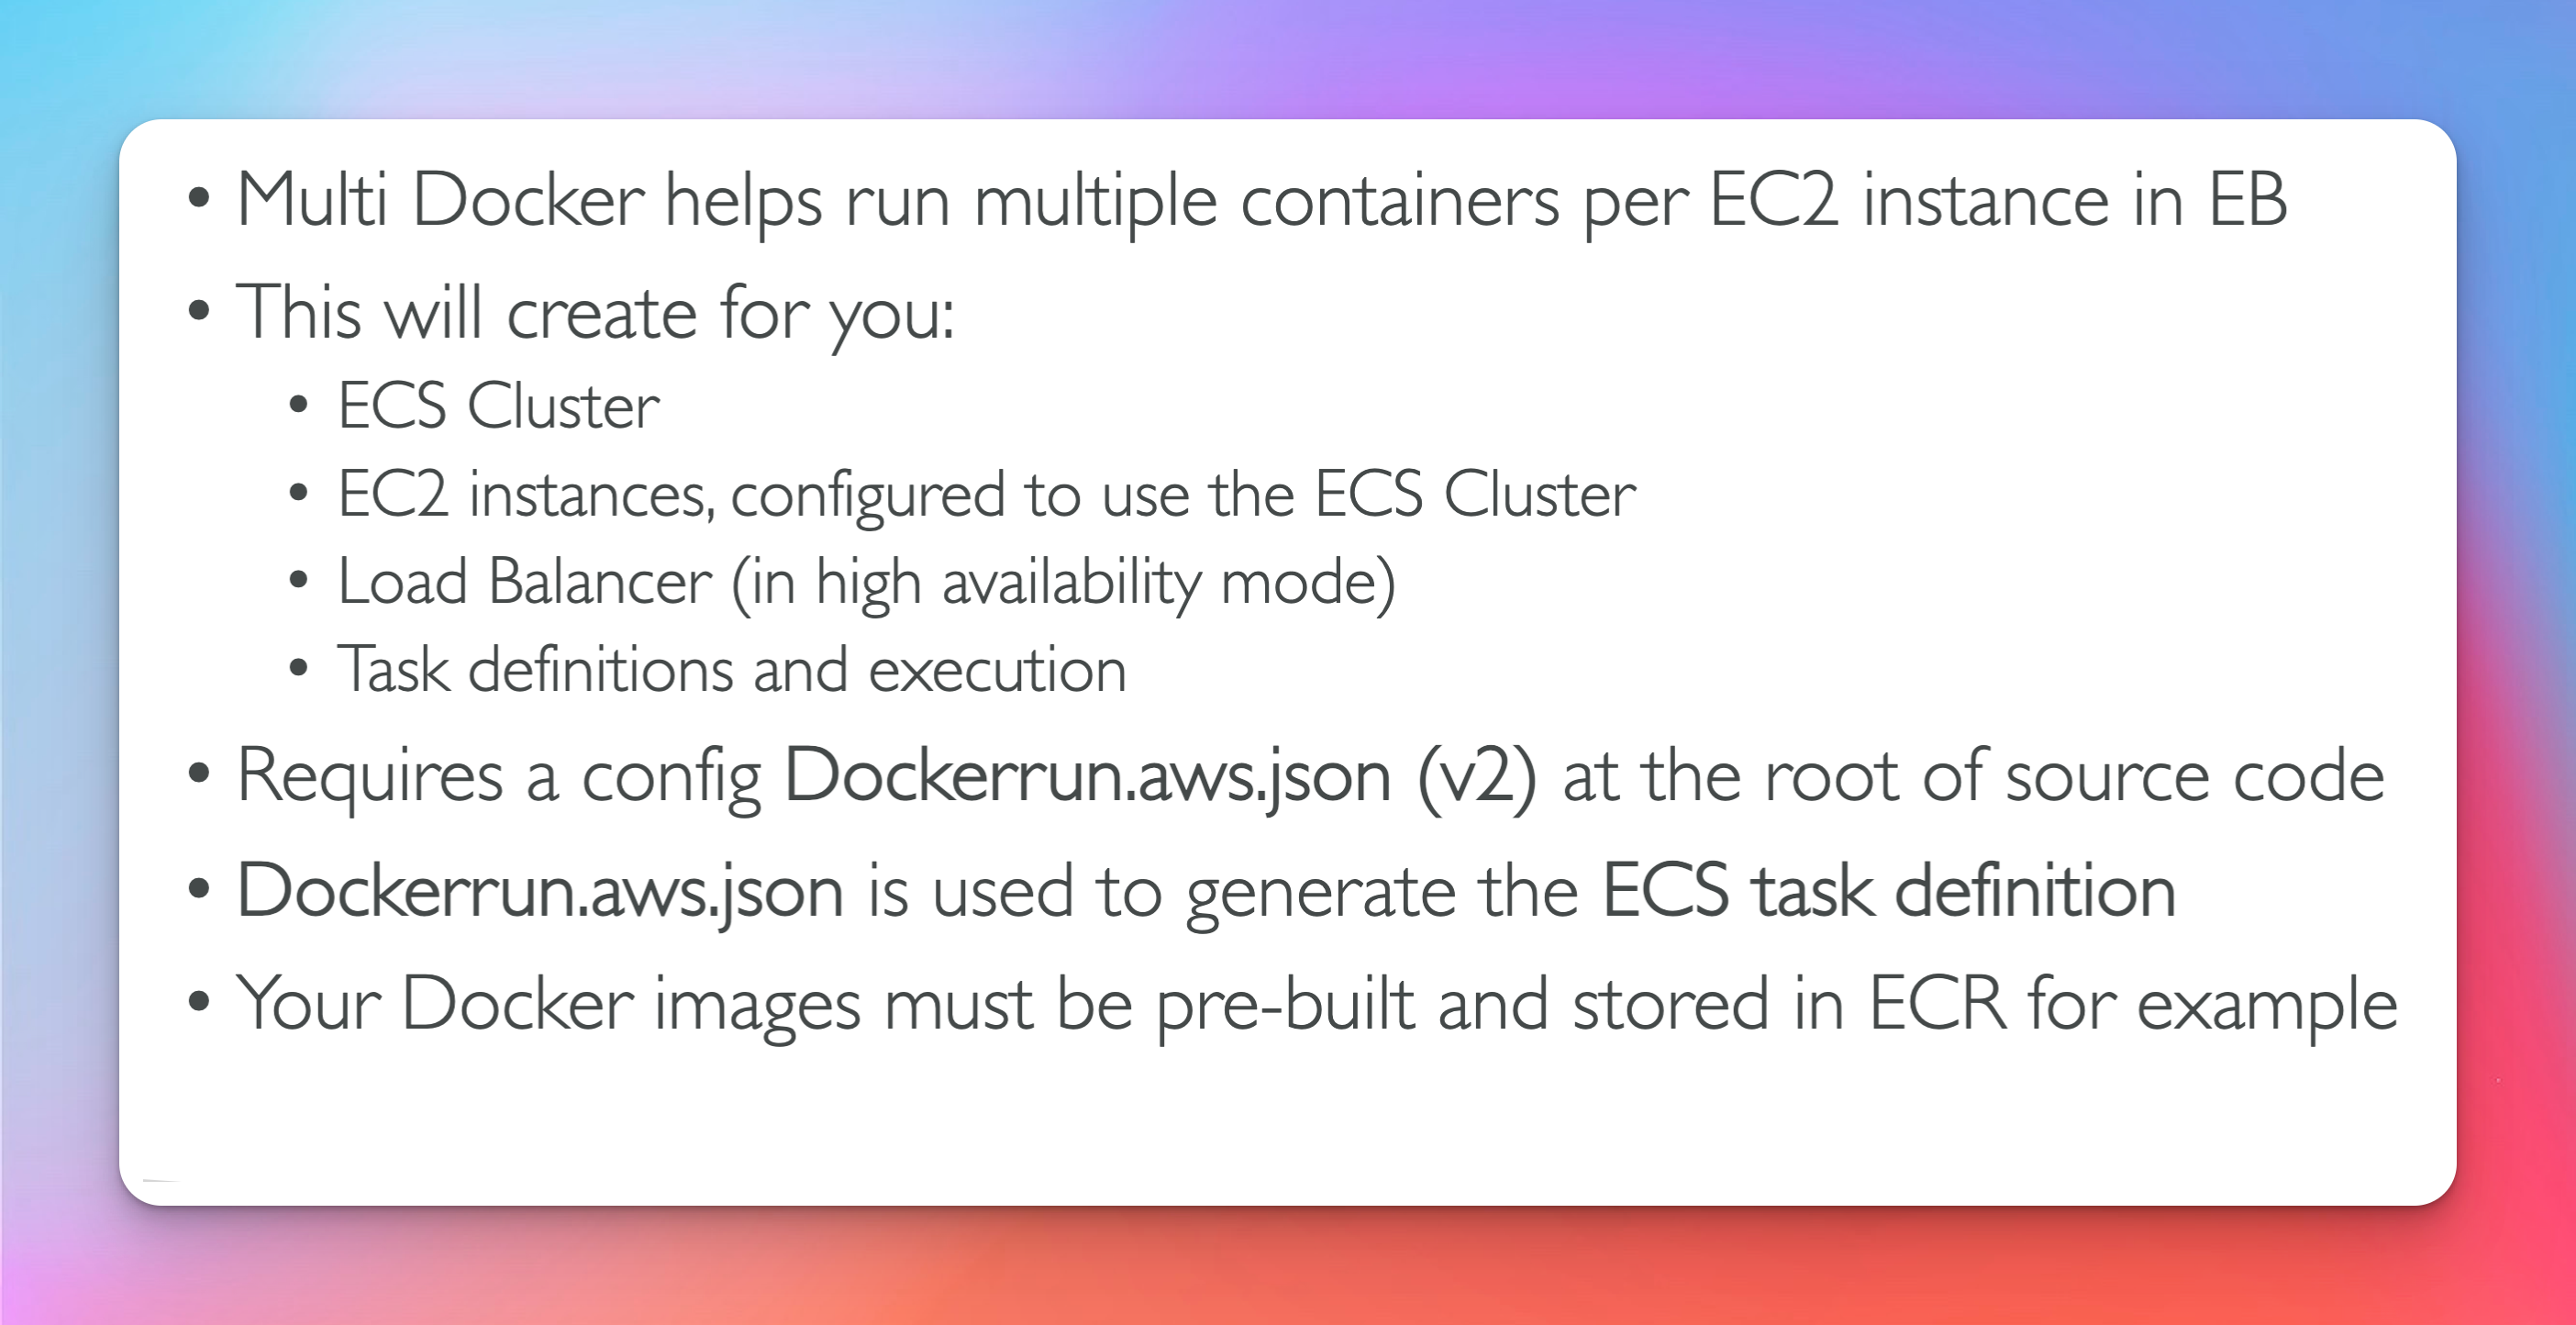 • Multi Docker helps run multiple containers per EC2 instance in EB
• This will create for you:
• ECS Cluster
• EC2 instances, configured to use the ECS Cluster
• Load Balancer (in high availability mode)
• Task definitions and execution
• Requires a config Dockerrun.aws.json (v2) at the root of source code
• Dockerrun.aws.json is used to generate the ECS task definition
• Your Docker images must be pre-built and stored in ECR for example